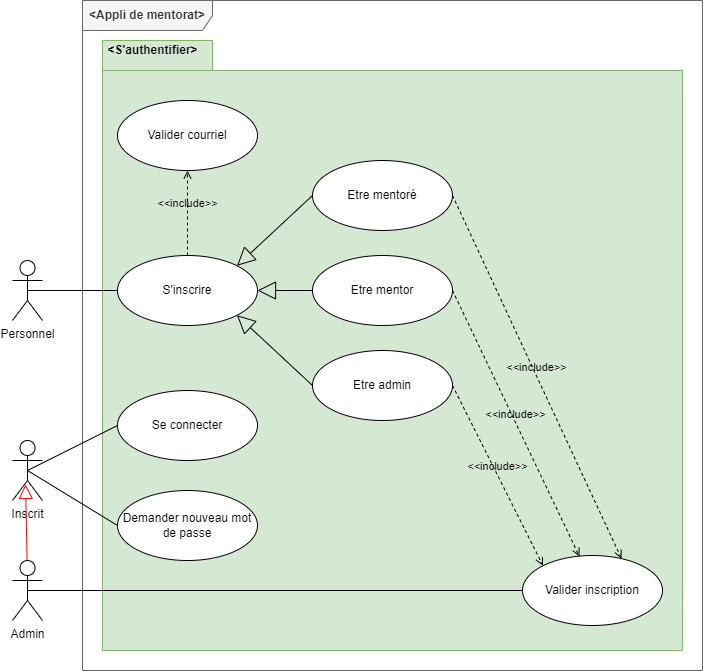 <Appli de mentorat>
<S'authentifier>
Valider courriel
<<include>>
Etre mentoré
S'inscrire
Etre mentor
Personnel
Etre admin
<<include>>
<<include>>
<<include>>
Se connecter
Inscrit
Demander nouveau mot
de passe
Valider inscription
Admin